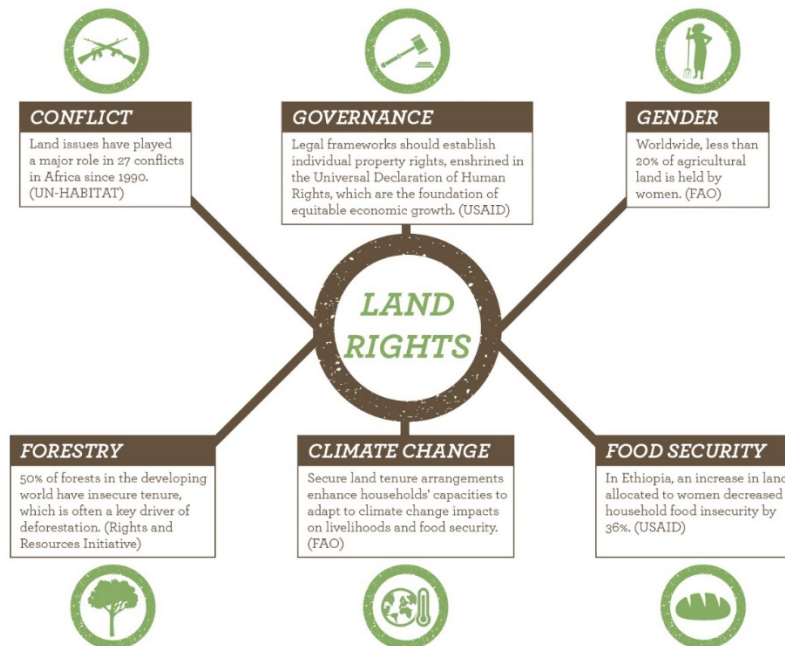 CONFLICT
Land issues have played
a major role in 27 conflicts
in Africa since 1990.
(UN-HABITAT)
GOVERNANCE
Legal frameworks should establish
individual property rights, enshrined in
the Universal Declaration of Human
Rights, which are the foundation of
equitable economic growth. (USAID)
GENDER
Worldwide, less than
20% of agricultural
land is held by
women. (FAO)
LAND
RIGHTS
FORESTRY
50% of forests in the developing
world have insecure tenure,
which is often a key driver of
deforestation. (Rights and
Resources Initiative)
CLIMATE CHANGE
Secure land tenure arrangements
enhance households' capacities to
adapt to climate change impacts
on livelihoods and food security.
(FAO)
FOOD SECURITY
In Ethiopia, an increase in land
allocated to women decreased
household food insecurity by
36%. (USAID)